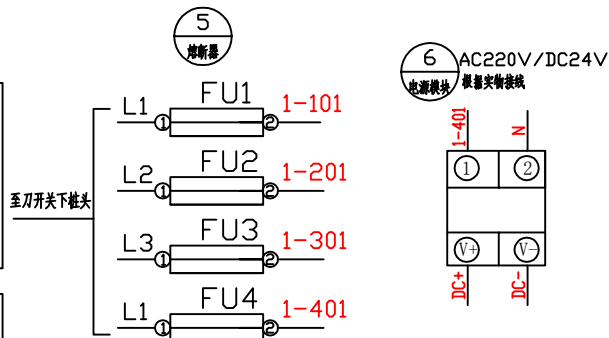 5
熔断器
6
电源模块
AC220V/DC24V
根据实物接线
至刀开关下桩头
L1 ① FU1 ② 1-101
L2 ① FU2 ② 1-201
L3 ① FU3 ② 1-301
L1 ① FU4 ② 1-401
1-401
N
① ②
V+ V-
DC+
DC-